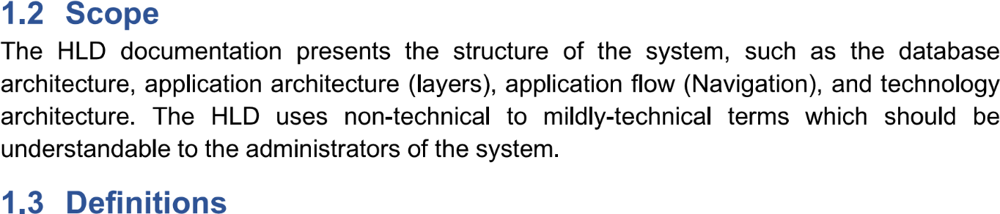 1.2 Scope
The HLD documentation presents the structure of the system, such as the database
architecture, application architecture (layers), application flow (Navigation), and technology
architecture. The HLD uses non-technical to mildly-technical terms which should be
understandable to the administrators of the system.
1.3 Definitions